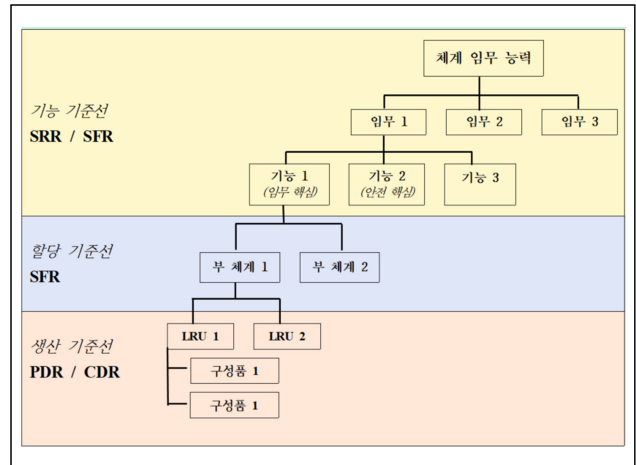 체계 임무 능력
기능 기준선
SRR / SFR
임무 1
임무 2
임무 3
기능 1
(임무 핵심)
기능 2
(안전 핵심)
기능 3
할당 기준선
SFR
부 체계 1
부 체계 2
생산 기준선
PDR / CDR
LRU 1
LRU 2
구성품 1
구성품 1